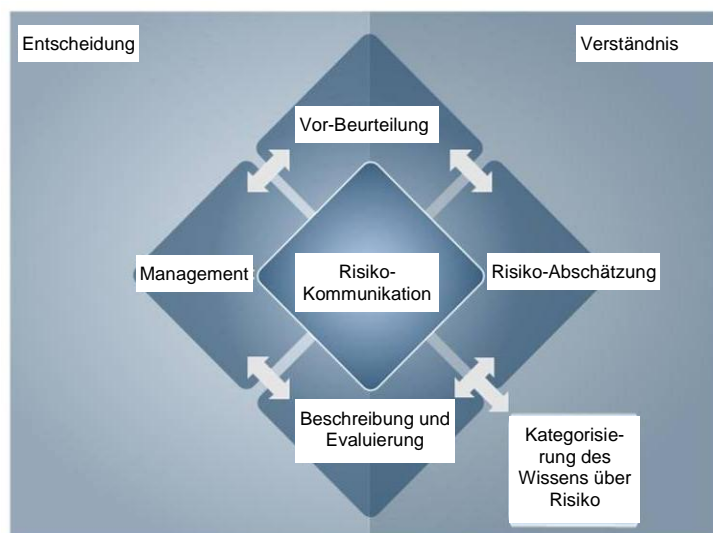 Entscheidung
Verständnis
Vor-Beurteilung
Management
Risiko-
Kommunikation
Risiko-Abschätzung
Beschreibung und
Evaluierung
Kategorisie-
rung des
Wissens über
Risiko